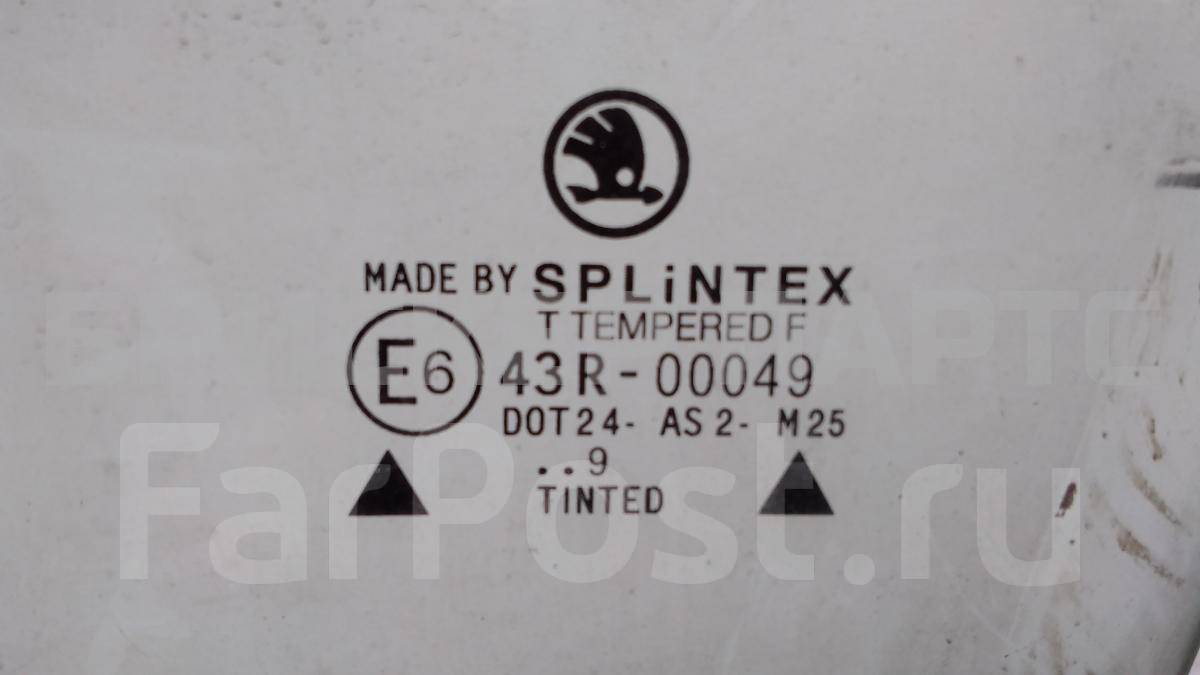 MADE BY SPLiNTEX
T TEMPERED F
E6 43R-00049
DOT24- AS2- M25
..9
TINTED
FarPost.ru